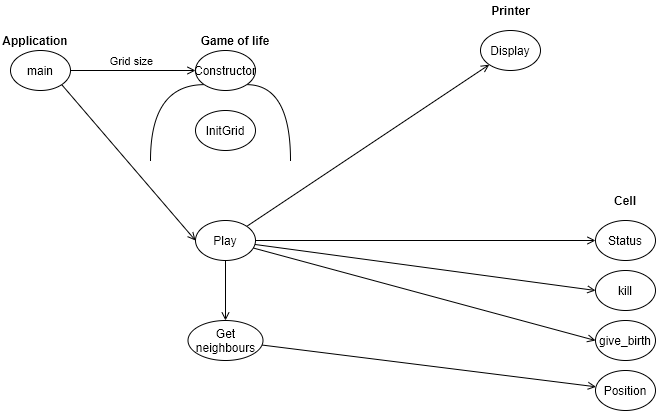 Printer
Application
Game of life
Display
Grid size
main
Constructor
InitGrid
Cell
Play
Status
kill
Get
neighbours
give_birth
Position